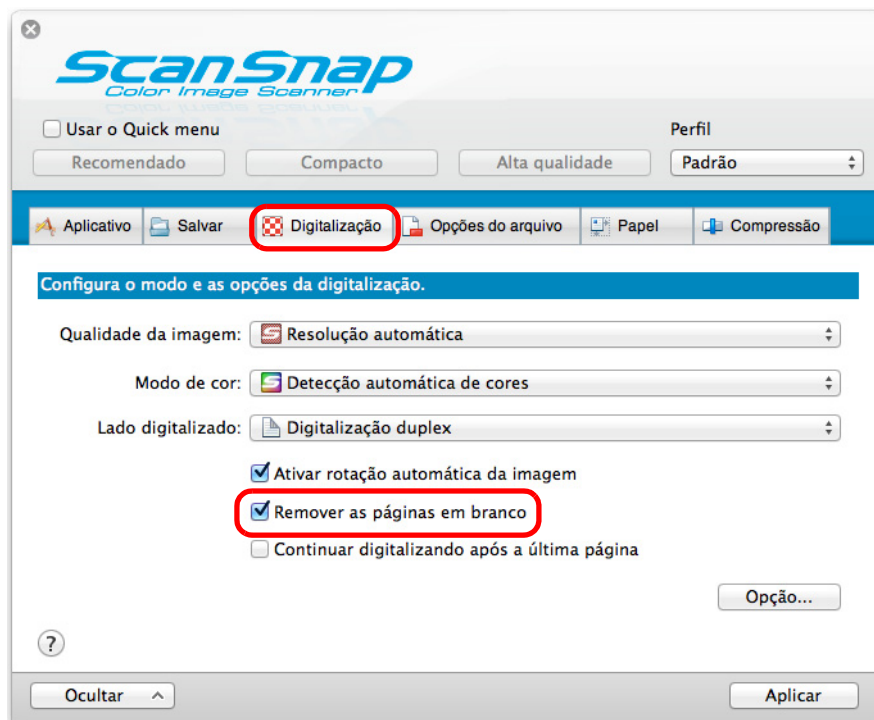 ScanSnap
Color Image Scanner
Usar o Quick menu
Perfil
Recomendado Compacto Alta qualidade Padrão
Aplicativo Salvar Digitalização Opções do arquivo Papel Compressão
Configura o modo e as opções da digitalização.
Qualidade da imagem: Resolução automática
Modo de cor: Detecção automática de cores
Lado digitalizado: Digitalização duplex
Ativar rotação automática da imagem
Remover as páginas em branco
Continuar digitalizando após a última página
Opção...
?
Ocultar Aplicar